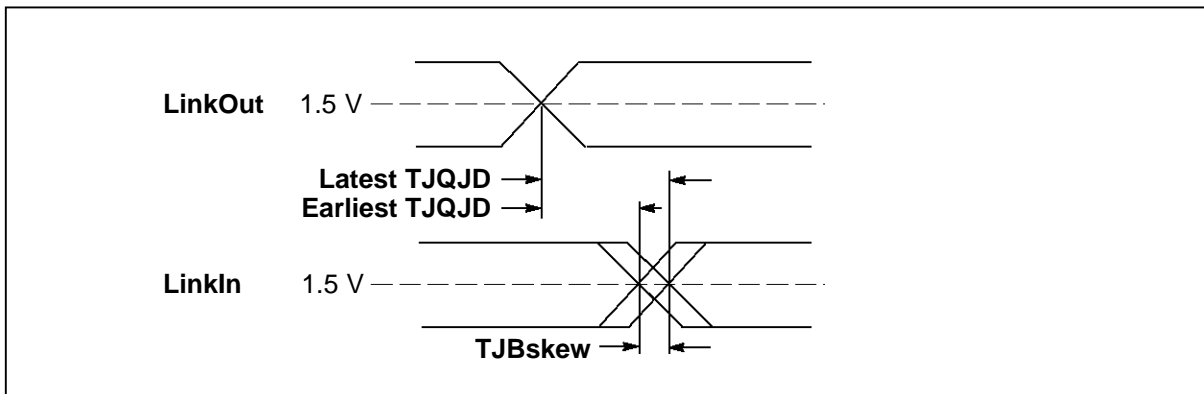 LinkOut 1.5 V
Latest TJQJD
Earliest TJQJD
LinkIn 1.5 V
TJBskew